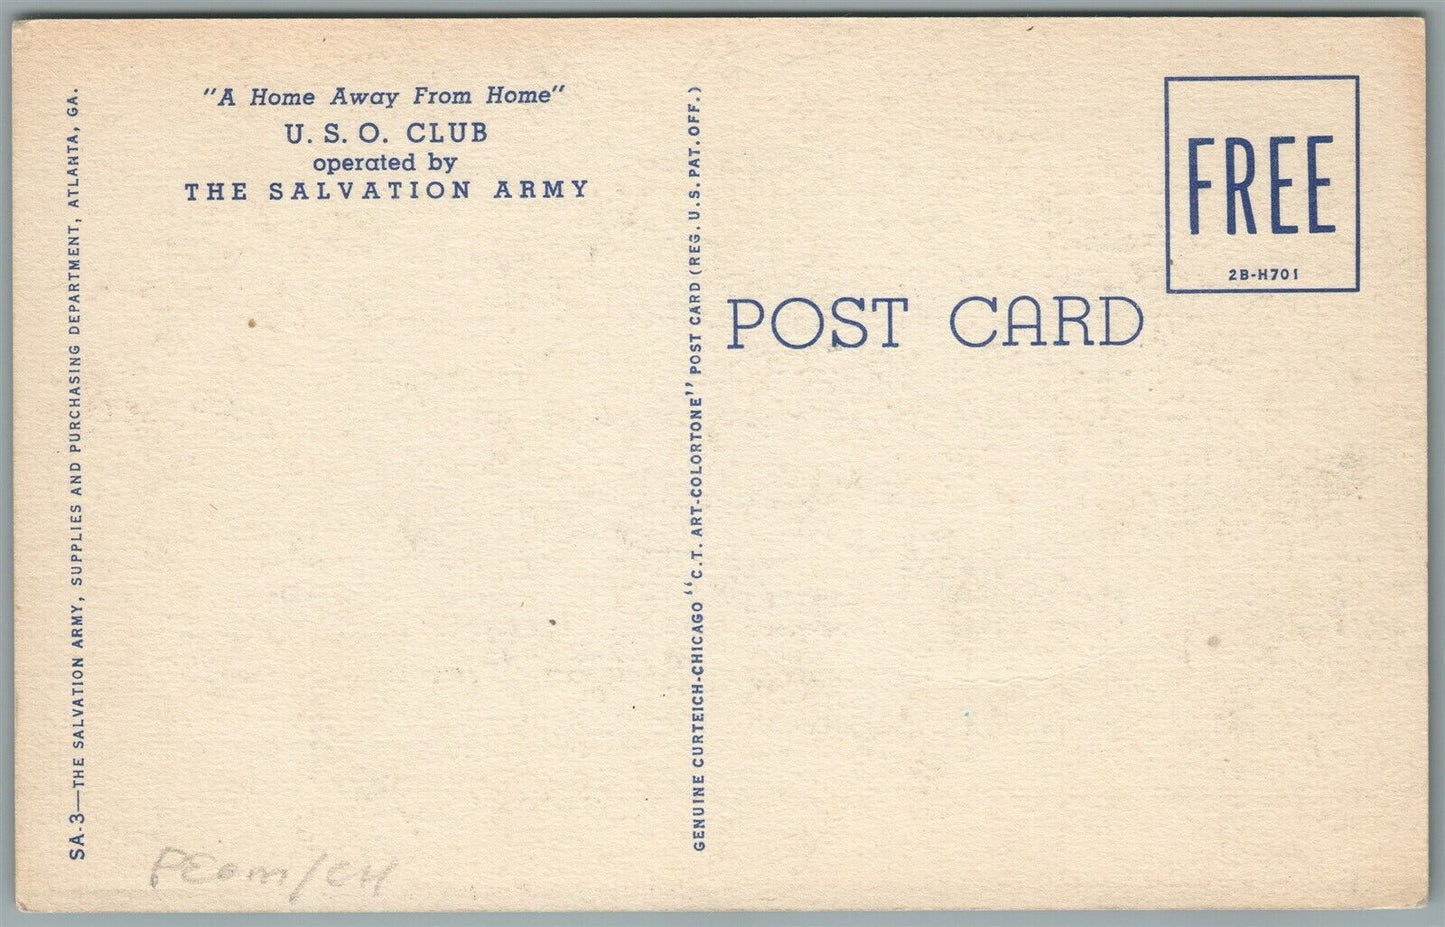 "A Home Away From Home"
U. S. O. CLUB
operated by
THE SALVATION ARMY
SA-3—THE SALVATION ARMY, SUPPLIES AND PURCHASING DEPARTMENT, ATLANTA, GA.
GENUINE CURTEICH-CHICAGO "C.T. ART-COLORTONE" POST CARD (REG. U.S. PAT. OFF.)
FREE
2B-H701
POST CARD